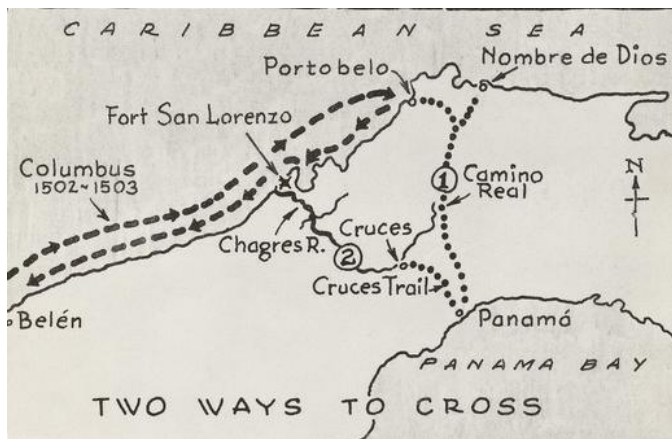 CARIBBEAN SEA
Nombre de Dios
Portobelo
Fort San Lorenzo
Columbus
1502~1503
1
Camino
Real
N
Chagres R.
Cruces
2
Cruces Trail
Belén
Panamá
PANAMA BAY
TWO WAYS TO CROSS